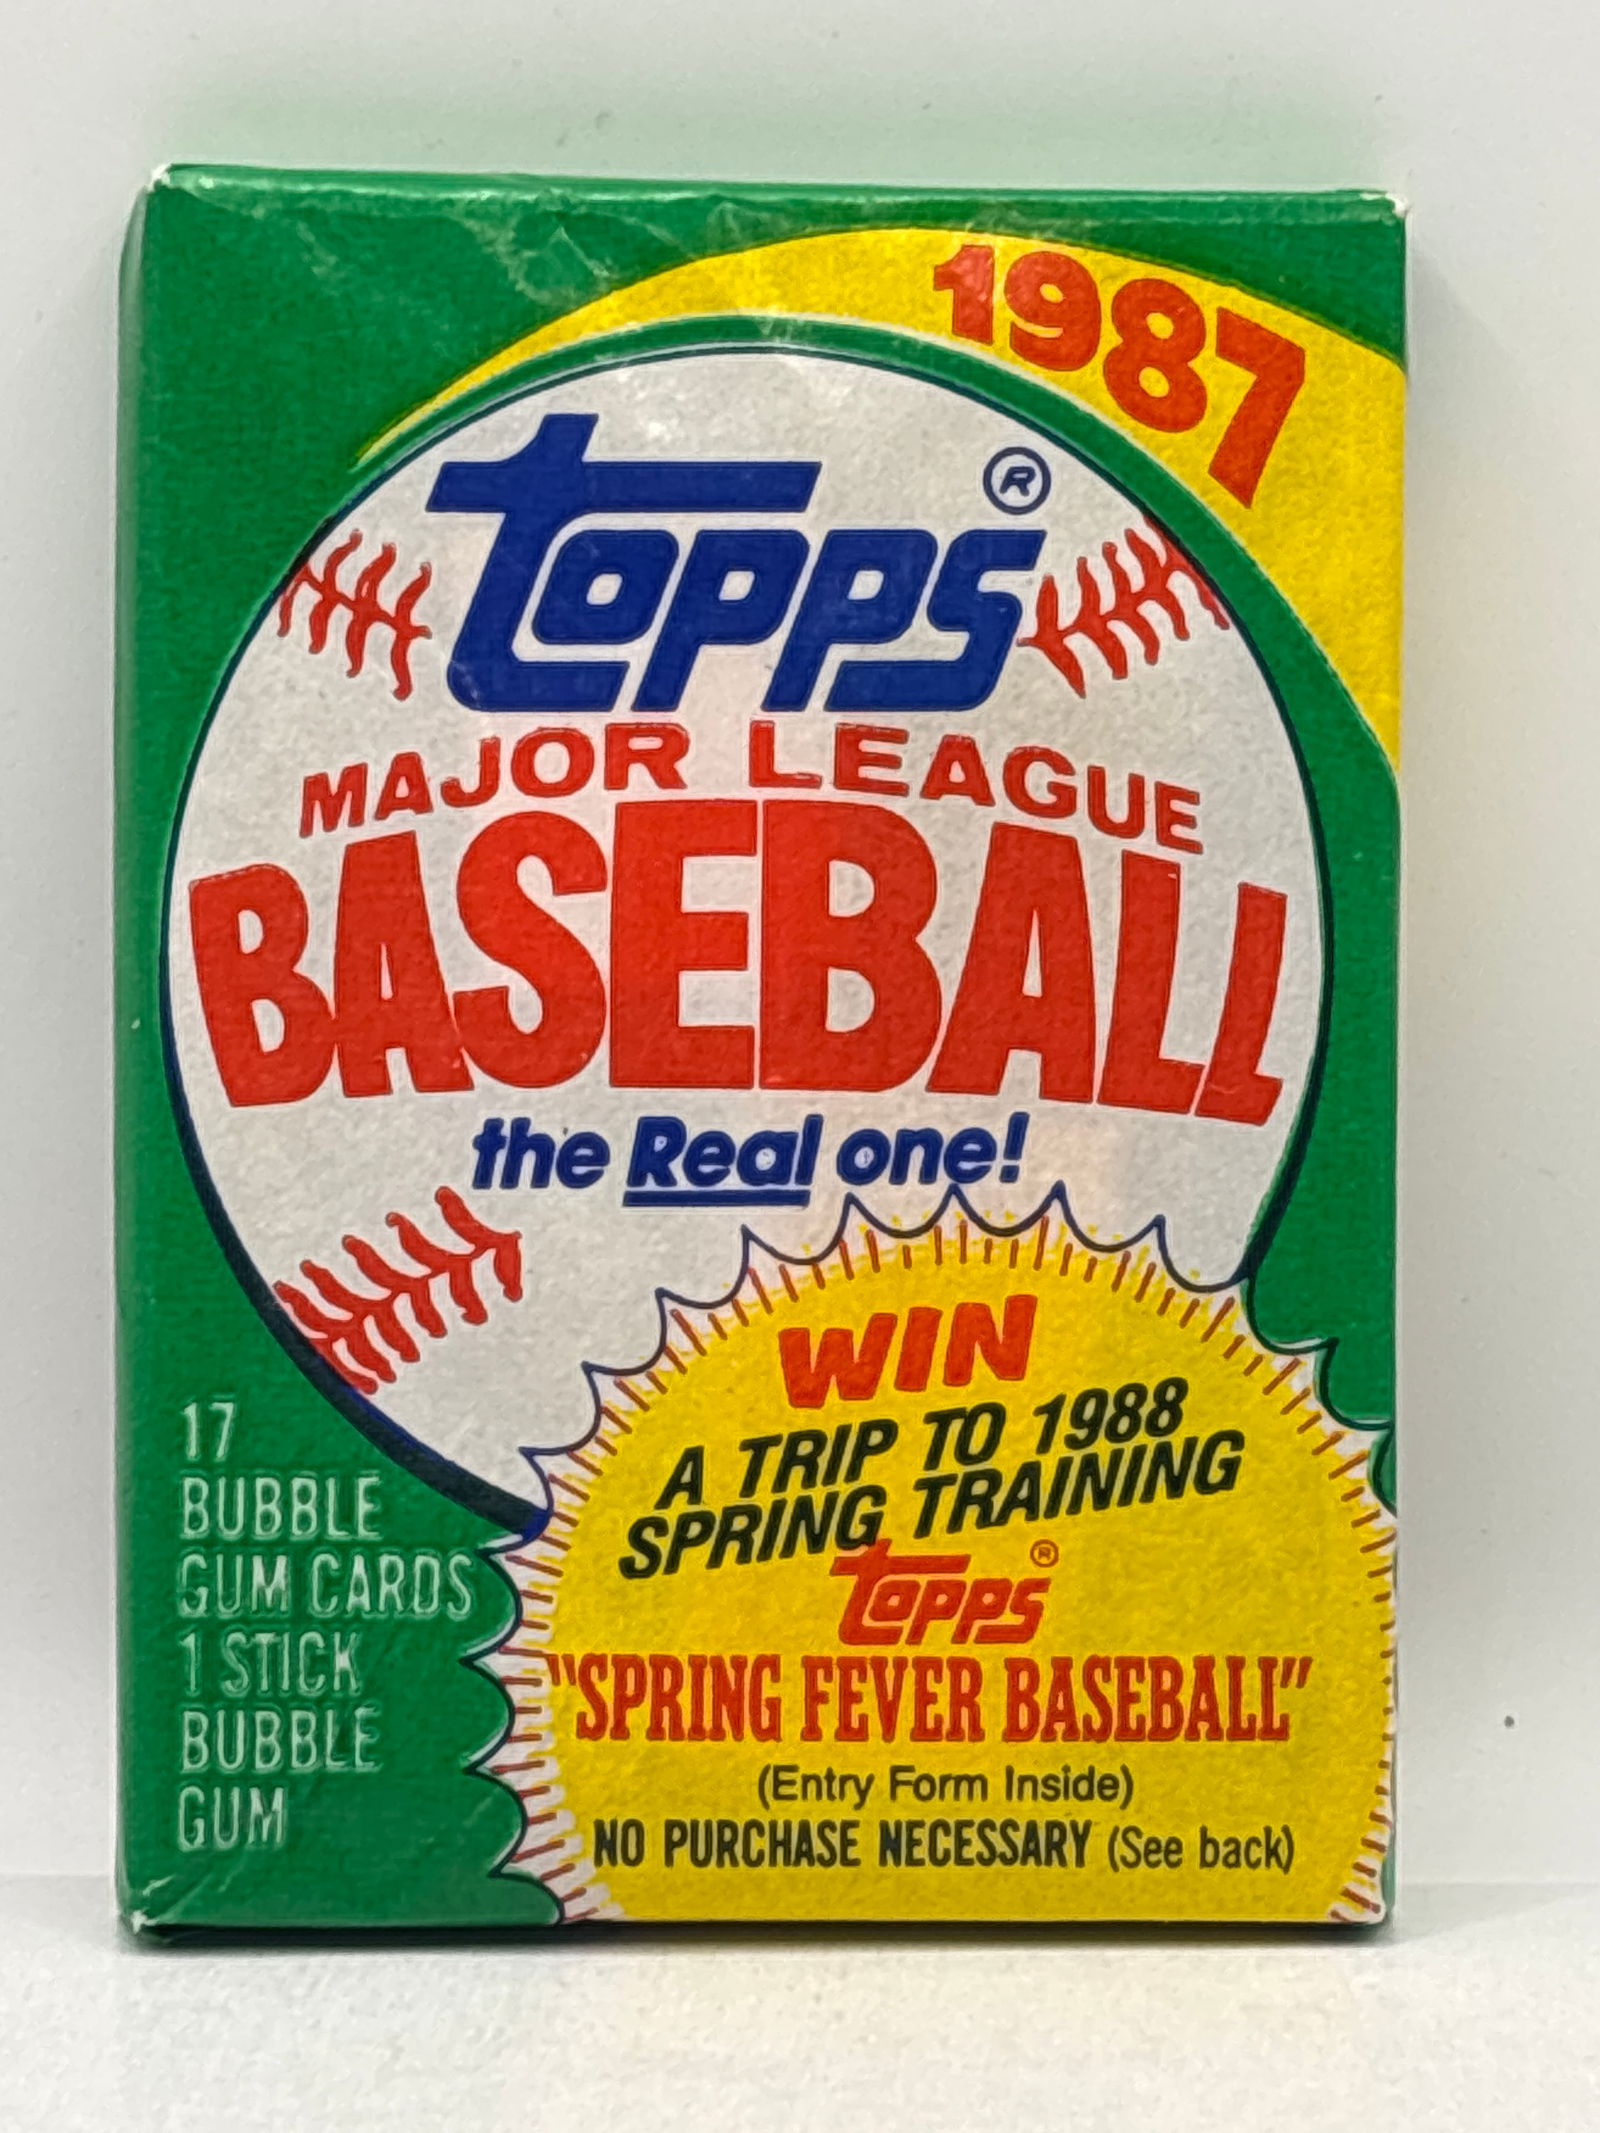 1987
Topps®
MAJOR LEAGUE
BASEBALL
the Real one!
17
BUBBLE
GUM CARDS
1 STICK
BUBBLE
GUM
WIN
A TRIP TO 1988
SPRING TRAINING
Topps®
"SPRING FEVER BASEBALL"
(Entry Form Inside)
NO PURCHASE NECESSARY (See back)